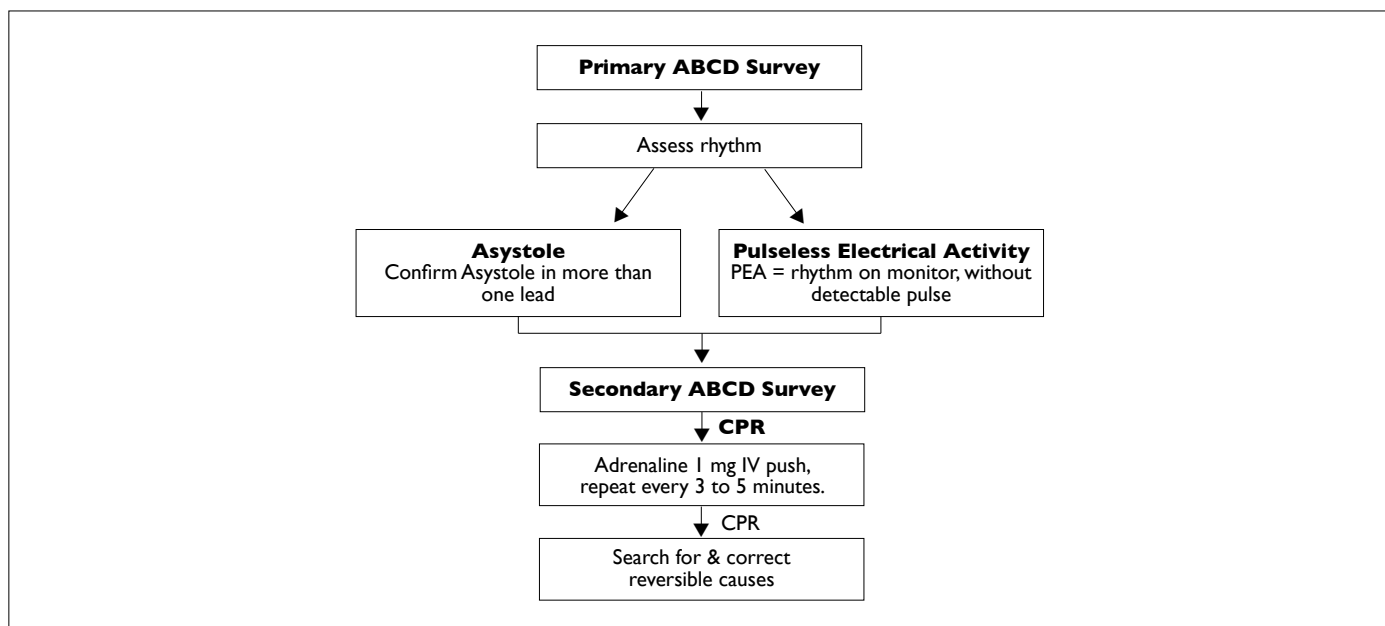 Primary ABCD Survey
Assess rhythm
Asystole
Confirm Asystole in more than
one lead
Pulseless Electrical Activity
PEA = rhythm on monitor, without
detectable pulse
Secondary ABCD Survey
CPR
Adrenaline 1 mg IV push,
repeat every 3 to 5 minutes.
CPR
Search for & correct
reversible causes